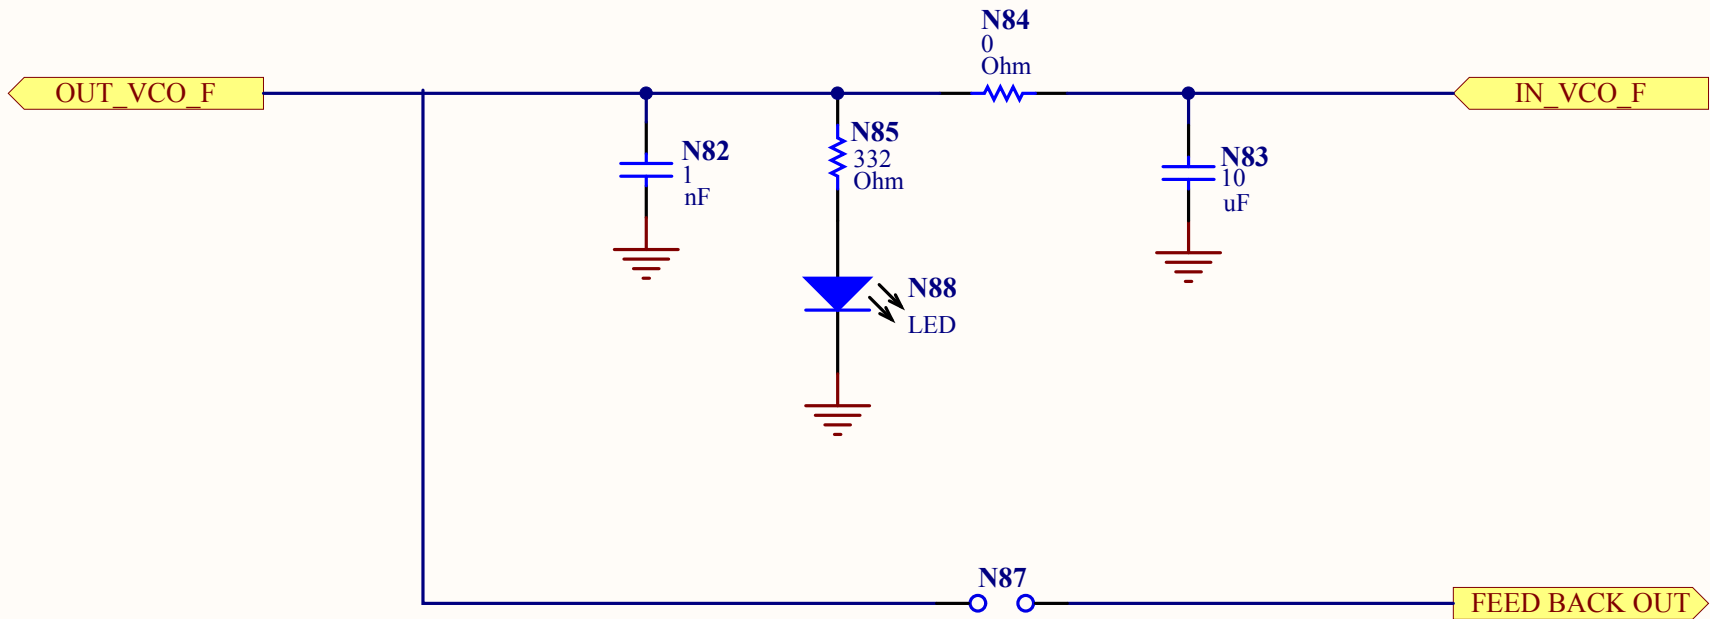 N84
0
Ohm
OUT_VCO_F
IN_VCO_F
N82
1
nF
N85
332
Ohm
N83
10
uF
N88
LED
N87
FEED BACK OUT